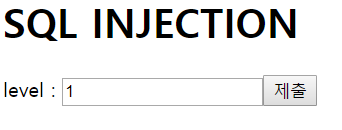 SQL INJECTION
level : 1 제출